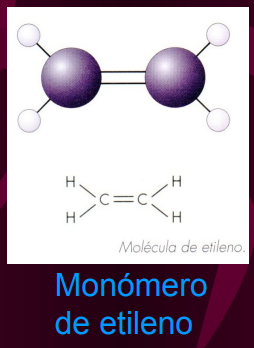 H H
C=C
H H
Molécula de etileno.
Monómero
de etileno